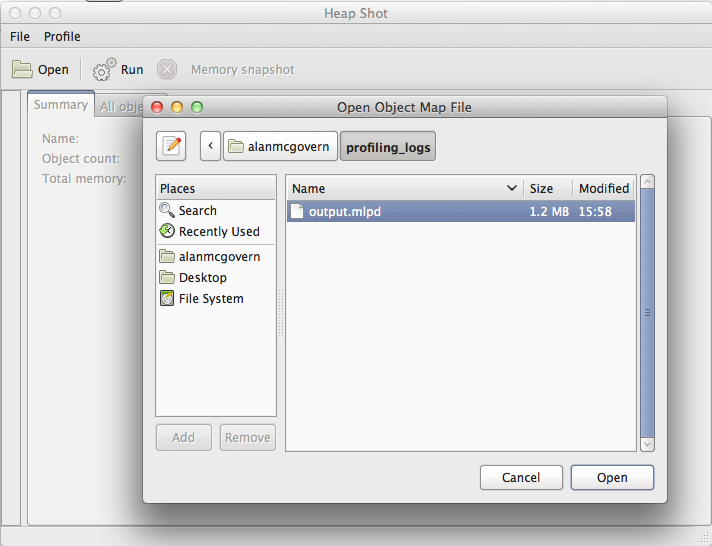 Heap Shot
File Profile
Open Run Memory snapshot
Summary All obje
Name:
Object count:
Total memory:
Open Object Map File
< alanmcgovern profiling_logs
Places
Search
Recently Used
alanmcgovern
Desktop
File System
Add Remove
Name Size Modified
output.mlpd 1.2 MB 15:58
Cancel Open